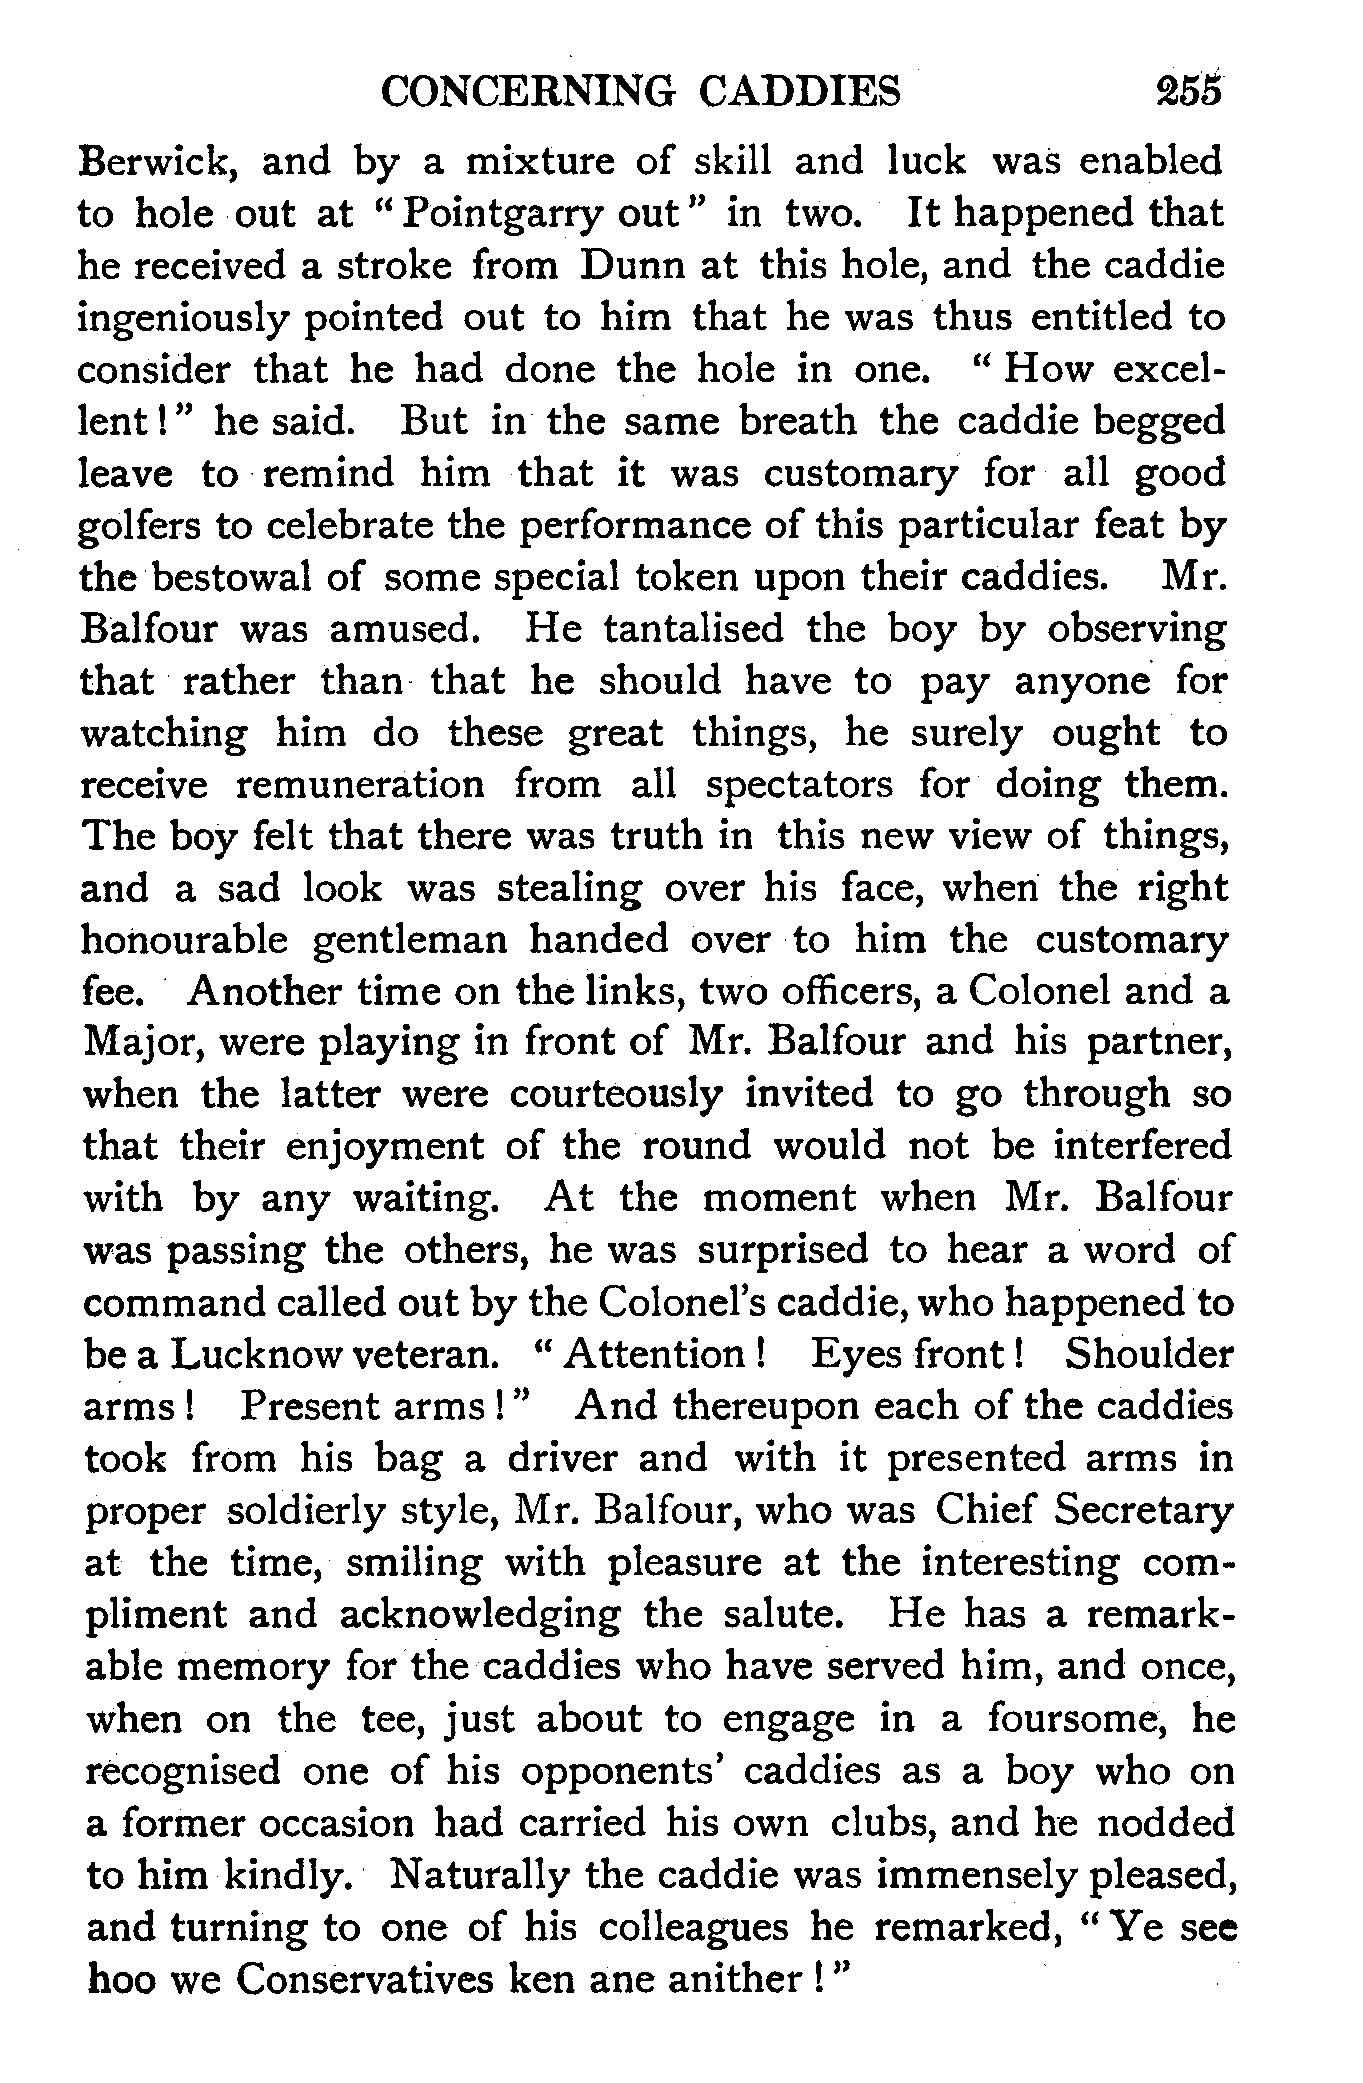 CONCERNING CADDIES 255
Berwick, and by a mixture of skill and luck was enabled
to hole out at “Pointgarry out” in two. It happened that
he received a stroke from Dunn at this hole, and the caddie
ingeniously pointed out to him that he was thus entitled to
consider that he had done the hole in one. “How excel-
lent!” he said. But in the same breath the caddie begged
leave to remind him that it was customary for all good
golfers to celebrate the performance of this particular feat by
the bestowal of some special token upon their caddies. Mr.
Balfour was amused. He tantalised the boy by observing
that rather than that he should have to pay anyone for
watching him do these great things, he surely ought to
receive remuneration from all spectators for doing them.
The boy felt that there was truth in this new view of things,
and a sad look was stealing over his face, when the right
honourable gentleman handed over to him the customary
fee. Another time on the links, two officers, a Colonel and a
Major, were playing in front of Mr. Balfour and his partner,
when the latter were courteously invited to go through so
that their enjoyment of the round would not be interfered
with by any waiting. At the moment when Mr. Balfour
was passing the others, he was surprised to hear a word of
command called out by the Colonel’s caddie, who happened to
be a Lucknow veteran. “Attention! Eyes front! Shoulder
arms! Present arms!” And thereupon each of the caddies
took from his bag a driver and with it presented arms in
proper soldierly style, Mr. Balfour, who was Chief Secretary
at the time, smiling with pleasure at the interesting com-
pliment and acknowledging the salute. He has a remark-
able memory for the caddies who have served him, and once,
when on the tee, just about to engage in a foursome, he
recognised one of his opponents’ caddies as a boy who on
a former occasion had carried his own clubs, and he nodded
to him kindly. Naturally the caddie was immensely pleased,
and turning to one of his colleagues he remarked, “Ye see
hoo we Conservatives ken ane anither!”